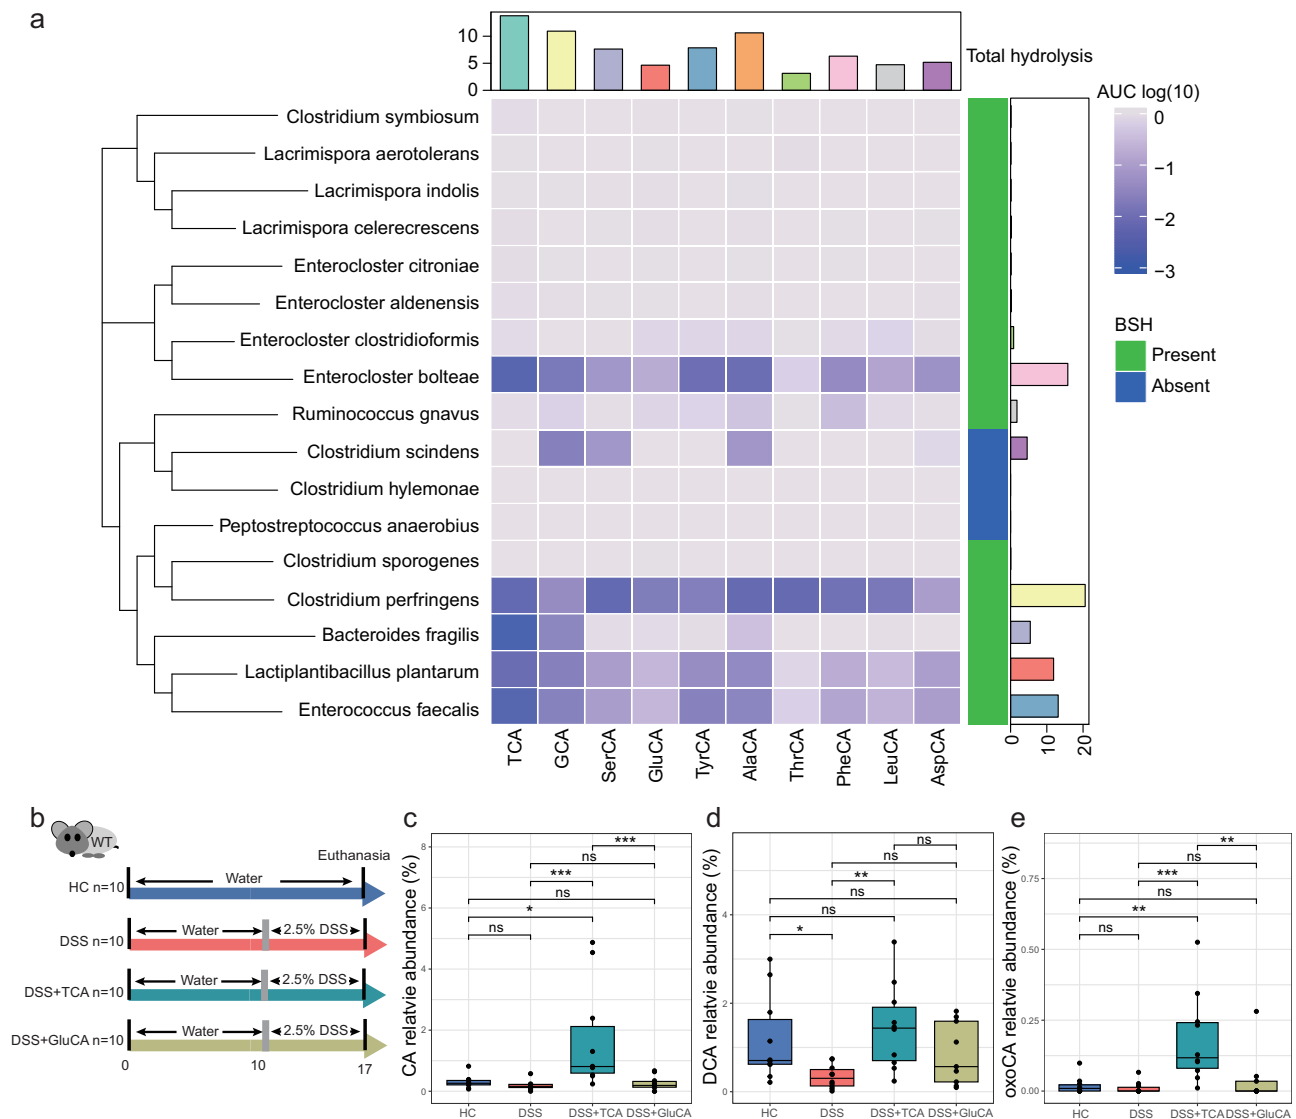 a
10
5
0
Total hydrolysis
AUC log(10)
0
−1
−2
−3
BSH
Present
Absent
Clostridium symbiosum
Lacrimispora aerotolerans
Lacrimispora indolis
Lacrimispora celerecrescens
Enterocloster citroniae
Enterocloster aldenensis
Enterocloster clostridioformis
Enterocloster bolteae
Ruminococcus gnavus
Clostridium scindens
Clostridium hylemonae
Peptostreptococcus anaerobius
Clostridium sporogenes
Clostridium perfringens
Bacteroides fragilis
Lactiplantibacillus plantarum
Enterococcus faecalis
TCA GCA SerCA GluCA TyrCA AlaCA ThrCA PheCA LeuCA AspCA
0 10 20
b
WT
Euthanasia
HC n=10
Water
DSS n=10
Water 2.5% DSS
DSS+TCA n=10
Water 2.5% DSS
DSS+GluCA n=10
Water 2.5% DSS
0 10 17
c
CA relatvie abundance (%)
8
6
4
2
0
***
ns
***
ns
*
ns
HC DSS DSS+TCA DSS+GluCA
d
DCA relatvie abundance (%)
4
2
0
ns
ns
**
ns
ns
*
HC DSS DSS+TCA DSS+GluCA
e
oxoCA relatvie abundance (%)
0.75
0.50
0.25
0.00
**
ns
***
ns
**
ns
HC DSS DSS+TCA DSS+GluCA